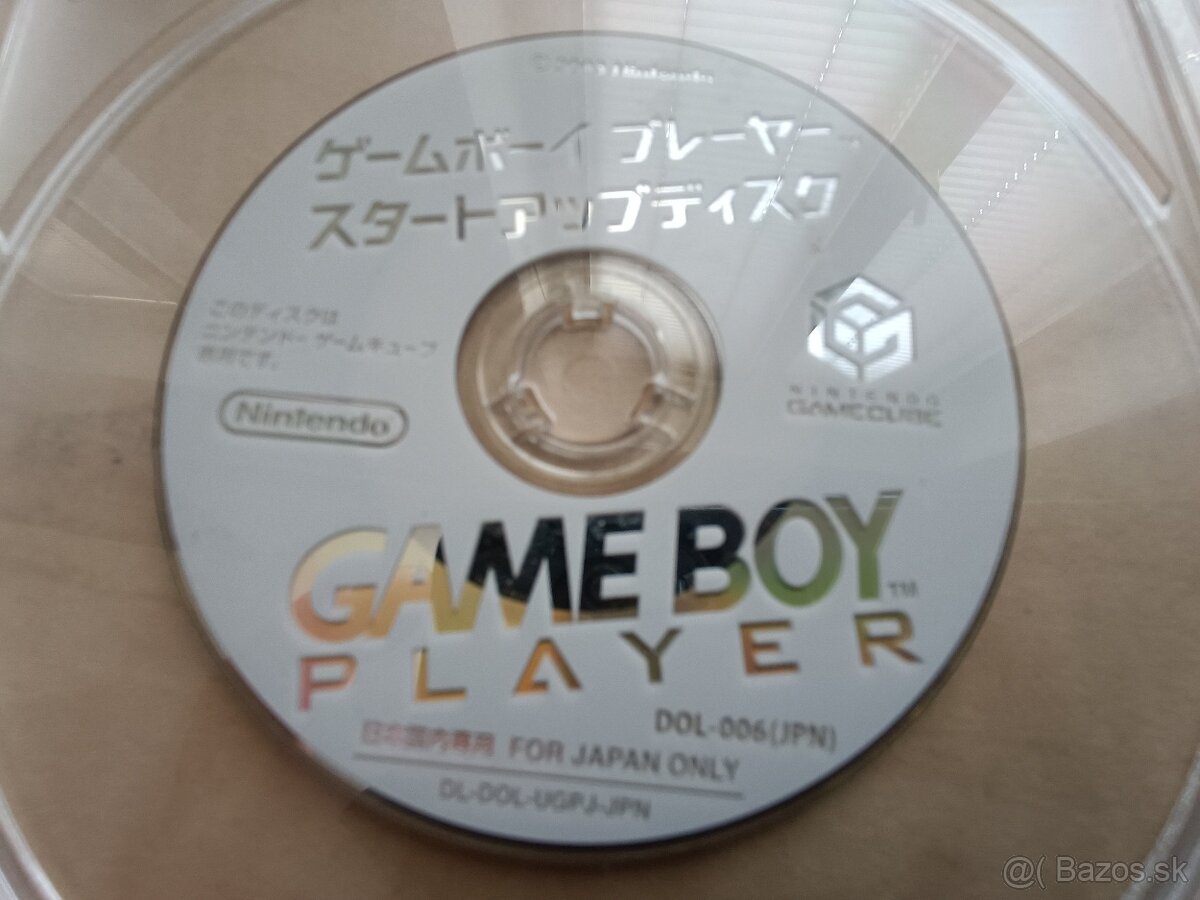 © 2003 Nintendo
ゲームボーイ プレーヤー
スタートアップディスク
このディスクは
ニンテンドーゲームキューブ
専用です。
Nintendo
NINTENDO
GAMECUBE
GAME BOY™
PLAYER
DOL-006(JPN)
日本国内専用 FOR JAPAN ONLY
DL-DOL-UGPJ-JPN
@( Bazos.sk